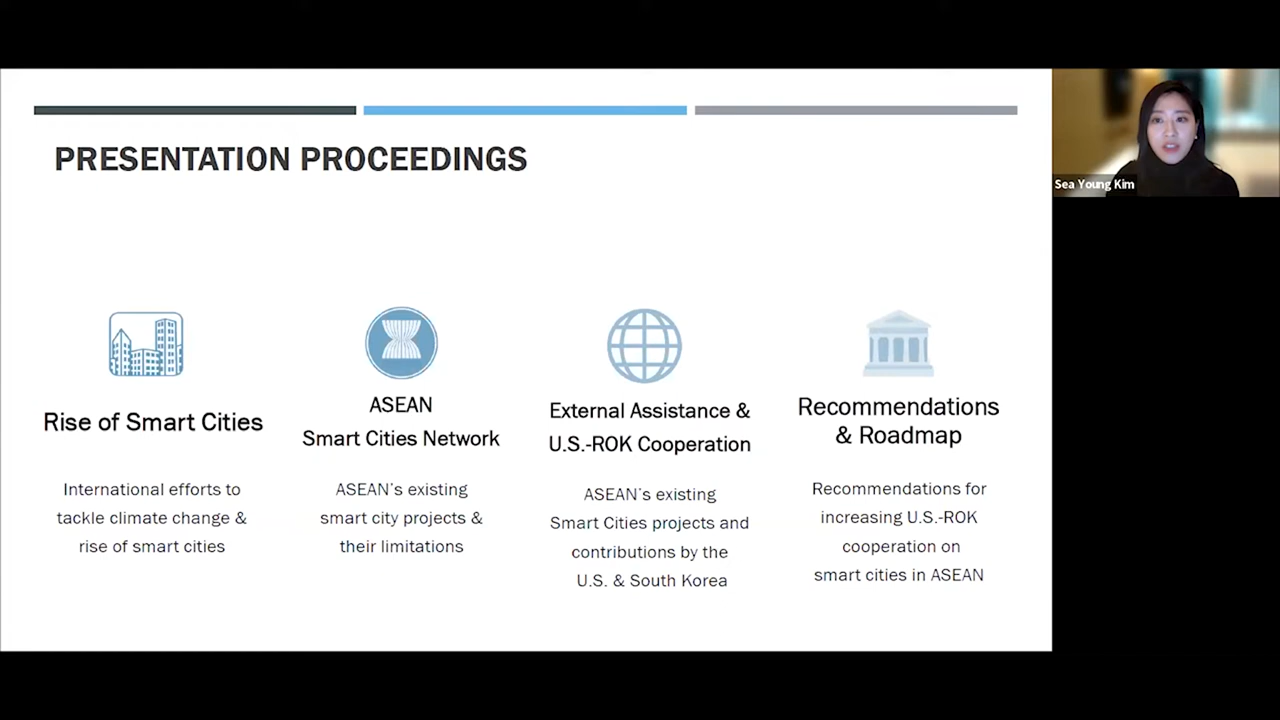 PRESENTATION PROCEEDINGS
Sea Young Kim
Rise of Smart Cities
International efforts to
tackle climate change &
rise of smart cities
ASEAN
Smart Cities Network
ASEAN's existing
smart city projects &
their limitations
External Assistance &
U.S.-ROK Cooperation
ASEAN's existing
Smart Cities projects and
contributions by the
U.S. & South Korea
Recommendations
& Roadmap
Recommendations for
increasing U.S.-ROK
cooperation on
smart cities in ASEAN